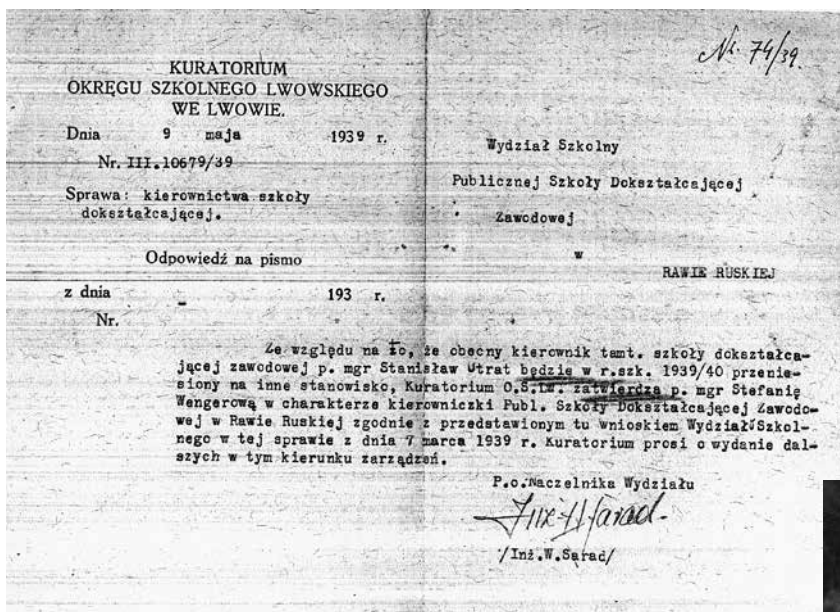 Nr. 74/39.
KURATORIUM
OKRĘGU SZKOLNEGO LWOWSKIEGO
WE LWOWIE.
Dnia 9 maja 1939 r.
Nr. III.10679/39
Sprawa: kierownictwa szkoły
dokształcającej.
Odpowiedź na pismo
z dnia - 193 r.
Nr.
Wydział Szkolny
Publicznej Szkoły Dokształcającej
Zawodowej
w
RAWIE RUSKIEJ
Ze względu na to, że obecny kierownik tamt. szkoły dokształca-
jącej zawodowej p. mgr Stanisław Utrat będzie w r.szk. 1939/40 przenie-
siony na inne stanowisko, Kuratorium O.S.Lw. zatwierdza p. mgr Stefanię
Wengerową w charakterze kierowniczki Publ. Szkoły Dokształcającej Zawodo-
wej w Rawie Ruskiej zgodnie z przedstawionym tu wnioskiem Wydział.Szkol-
nego w tej sprawie z dnia 7 marca 1939 r. Kuratorium prosi o wydanie dal-
szych w tym kierunku zarządzeń.
P.o.Naczelnika Wydziału
Inż W Sarad
/Inż.W.Sarad/